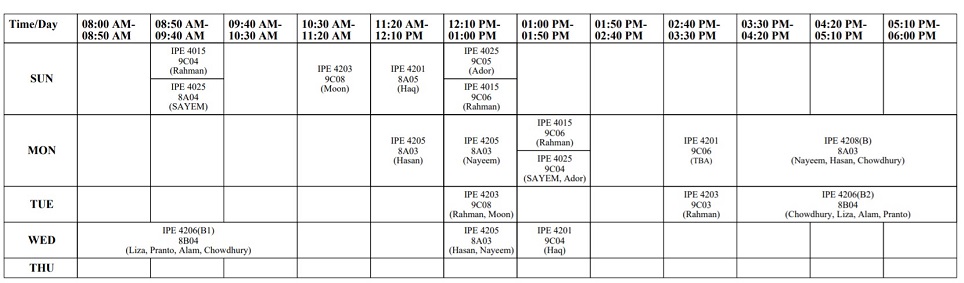 Time/Day
08:00 AM-
08:50 AM
08:50 AM-
09:40 AM
09:40 AM-
10:30 AM
10:30 AM-
11:20 AM
11:20 AM-
12:10 PM
12:10 PM-
01:00 PM
01:00 PM-
01:50 PM
01:50 PM-
02:40 PM
02:40 PM-
03:30 PM
03:30 PM-
04:20 PM
04:20 PM-
05:10 PM
05:10 PM-
06:00 PM
SUN
IPE 4015
9C04
(Rahman)
IPE 4025
8A04
(SAYEM)
IPE 4203
9C08
(Moon)
IPE 4201
8A05
(Haq)
IPE 4025
9C05
(Ador)
IPE 4015
9C06
(Rahman)
MON
IPE 4205
8A03
(Hasan)
IPE 4205
8A03
(Nayeem)
IPE 4015
9C06
(Rahman)
IPE 4025
9C04
(SAYEM, Ador)
IPE 4201
9C06
(TBA)
IPE 4208(B)
8A03
(Nayeem, Hasan, Chowdhury)
TUE
IPE 4203
9C08
(Rahman, Moon)
IPE 4203
9C03
(Rahman)
IPE 4206(B2)
8B04
(Chowdhury, Liza, Alam, Pranto)
WED
IPE 4206(B1)
8B04
(Liza, Pranto, Alam, Chowdhury)
IPE 4205
8A03
(Hasan, Nayeem)
IPE 4201
9C04
(Haq)
THU